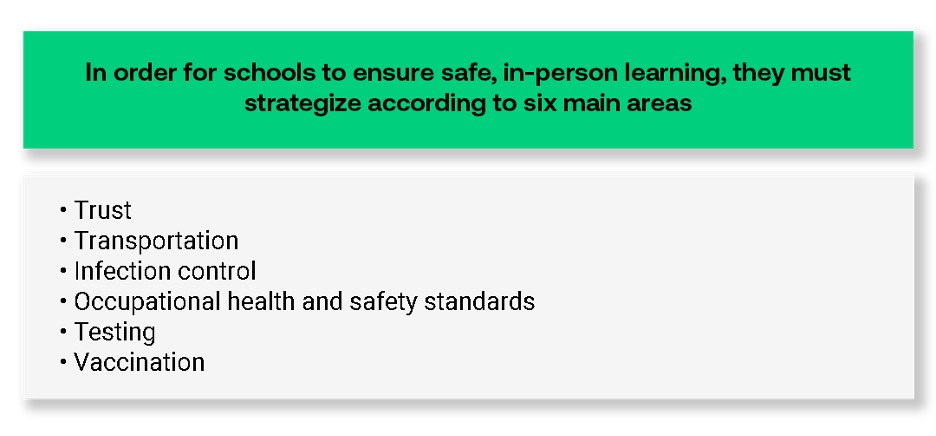 In order for schools to ensure safe, in-person learning, they must
strategize according to six main areas
• Trust
• Transportation
• Infection control
• Occupational health and safety standards
• Testing
• Vaccination